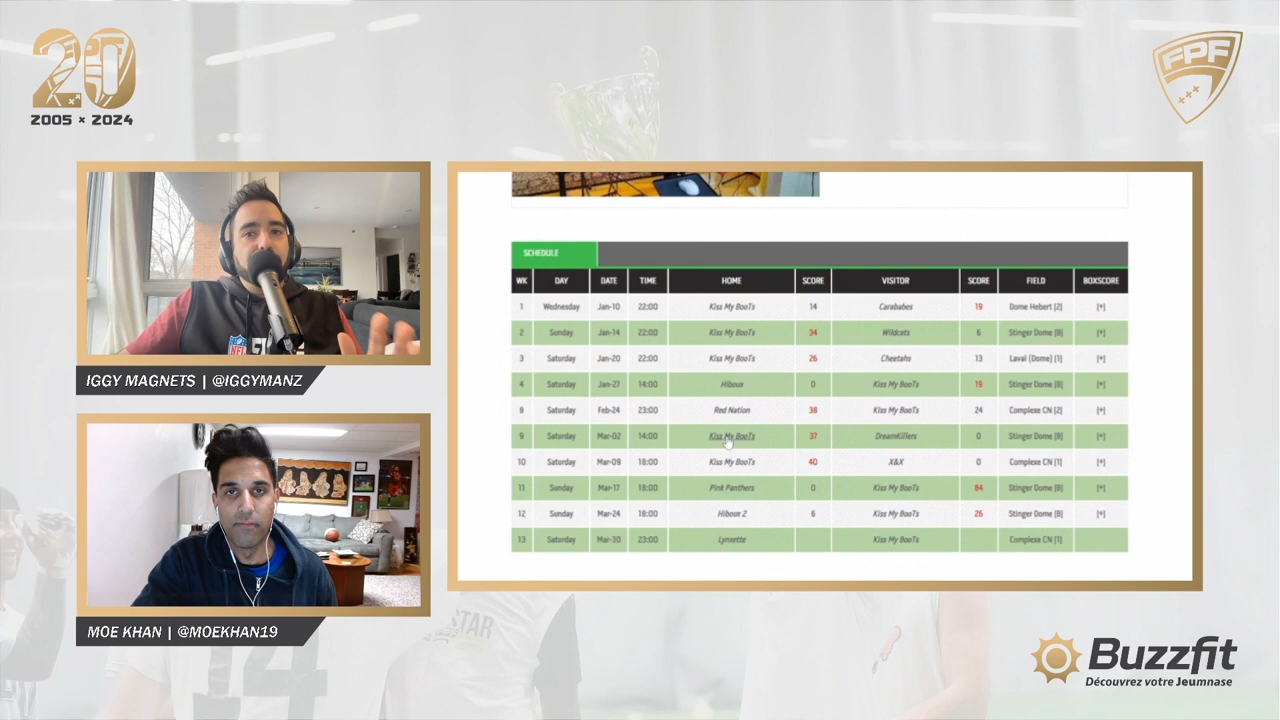 20
2005 × 2024
FPF
NFL
IGGY MAGNETS | @IGGYMANZ
MOE KHAN | @MOEKHAN19
SCHEDULE
WK DAY DATE TIME HOME SCORE VISITOR SCORE FIELD BOXSCORE
1 Wednesday Jan-10 22:00 Kiss My BooTs 14 Carababes 19 Dome Hebert [2] [+]
2 Sunday Jan-14 22:00 Kiss My BooTs 34 Wildcats 6 Stinger Dome [B] [+]
3 Saturday Jan-20 22:00 Kiss My BooTs 26 Cheetahs 13 Laval (Dome) [1] [+]
4 Saturday Jan-27 14:00 Hiboux 0 Kiss My BooTs 19 Stinger Dome [B] [+]
8 Saturday Feb-24 23:00 Red Nation 38 Kiss My BooTs 24 Complexe CN [2] [+]
9 Saturday Mar-02 14:00 Kiss My BooTs 37 DreamKillers 0 Stinger Dome [B] [+]
10 Saturday Mar-09 18:00 Kiss My BooTs 40 X&X 0 Complexe CN [1] [+]
11 Sunday Mar-17 18:00 Pink Panthers 0 Kiss My BooTs 84 Stinger Dome [B] [+]
12 Sunday Mar-24 18:00 Hiboux 2 6 Kiss My BooTs 26 Stinger Dome [B] [+]
13 Saturday Mar-30 23:00 Lynxette Kiss My BooTs Complexe CN [1]
STAR
14
Buzzfit
Découvrez votre Jeumnase